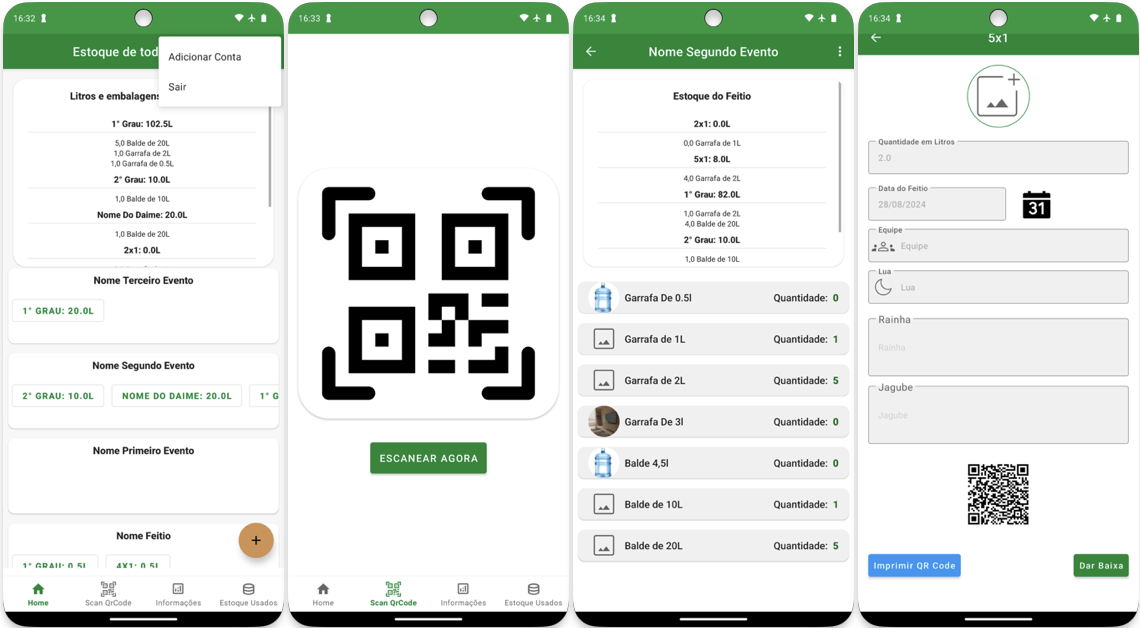 16:32
Estoque de tod
Adicionar Conta
Sair
Litros e embalagens
1° Grau: 102.5L
5,0 Balde de 20L
1,0 Garrafa de 2L
1,0 Garrafa de 0.5L
2° Grau: 10.0L
1,0 Balde de 10L
Nome Do Daime: 20.0L
1,0 Balde de 20L
2x1: 0.0L
Nome Terceiro Evento
1° GRAU: 20.0L
Nome Segundo Evento
2° GRAU: 10.0L NOME DO DAIME: 20.0L 1° G
Nome Primeiro Evento
Nome Feitio
1° GRAU: 0.5L 4X1: 0.5L
+
Home Scan QrCode Informações Estoque Usados
16:33
ESCANEAR AGORA
Home Scan QrCode Informações Estoque Usados
16:34
Nome Segundo Evento
Estoque do Feitio
2x1: 0.0L
0,0 Garrafa de 1L
5x1: 8.0L
4,0 Garrafa de 2L
1° Grau: 82.0L
1,0 Garrafa de 2L
4,0 Balde de 20L
2° Grau: 10.0L
1,0 Balde de 10L
Garrafa De 0.5l Quantidade: 0
Garrafa de 1L Quantidade: 1
Garrafa de 2L Quantidade: 5
Garrafa De 3l Quantidade: 0
Balde 4,5l Quantidade: 0
Balde de 10L Quantidade: 1
Balde de 20L Quantidade: 5
16:34
5x1
Quantidade em Litros
2.0
Data do Feitio
28/08/2024
31
Equipe
Equipe
Lua
Lua
Rainha
Rainha
Jagube
Jagube
Imprimir QR Code Dar Baixa